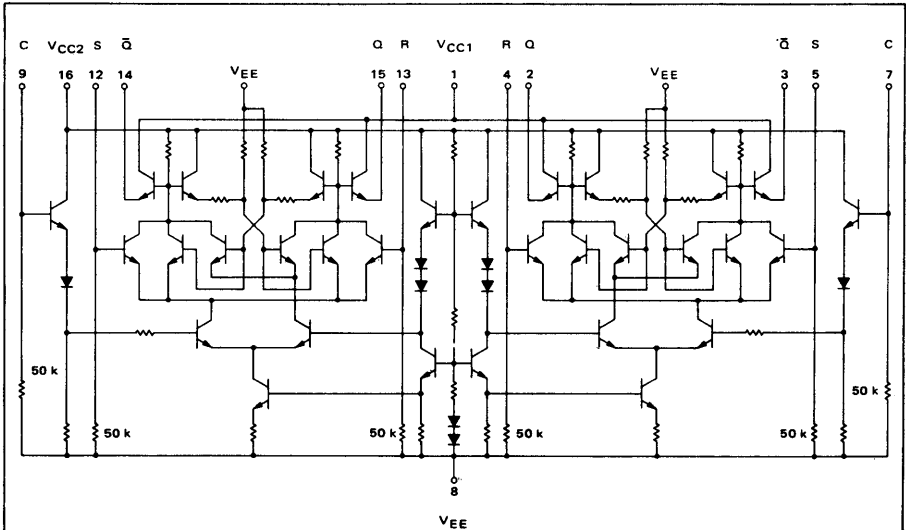 C VCC2 S Q̄ Q R VCC1 R Q Q̄ S C
9 16 12 14 VEE 15 13 1 4 2 VEE 3 5 7
50 k 50 k
50 k 50 k 50 k 50 k
8
VEE